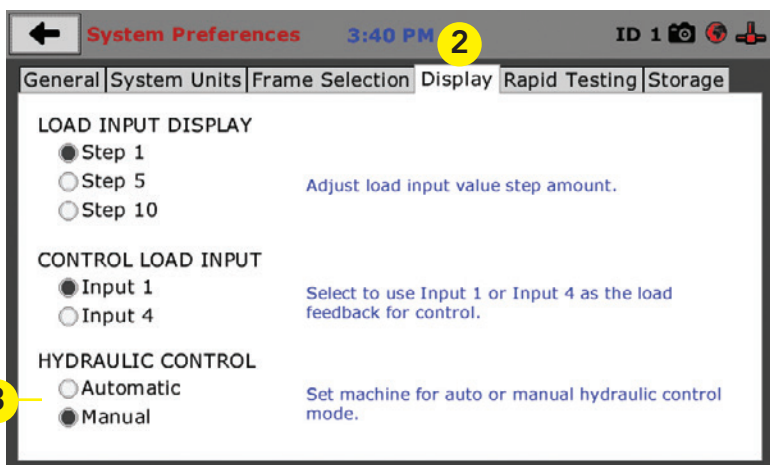 System Preferences 3:40 PM 2 ID 1
General System Units Frame Selection Display Rapid Testing Storage
LOAD INPUT DISPLAY
Step 1
Step 5
Adjust load input value step amount.
Step 10
CONTROL LOAD INPUT
Input 1
Select to use Input 1 or Input 4 as the load
feedback for control.
Input 4
HYDRAULIC CONTROL
Automatic
3
Set machine for auto or manual hydraulic control
mode.
Manual